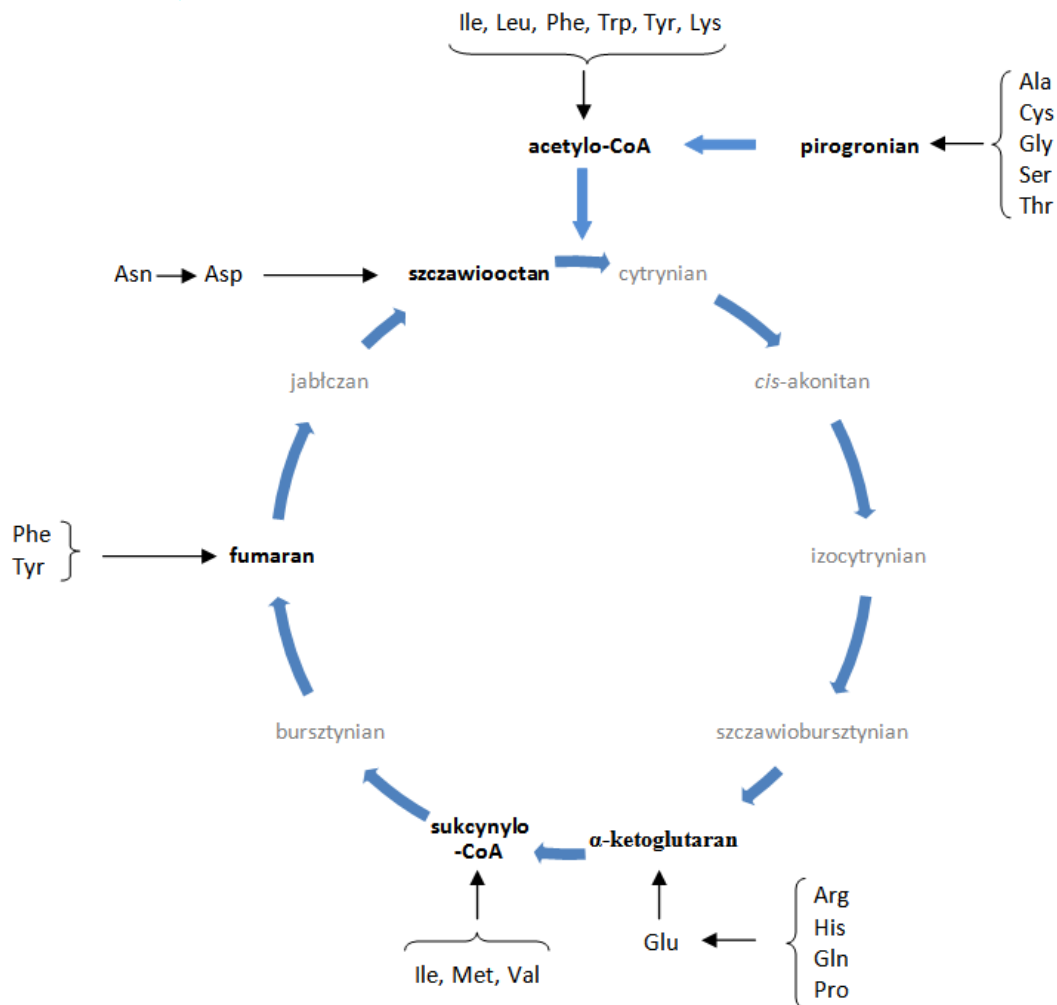 Ile, Leu, Phe, Trp, Tyr, Lys
acetylo-CoA
pirogronian
Ala
Cys
Gly
Ser
Thr
Asn
Asp
szczawiooctan
cytrynian
jabłczan
cis-akonitan
Phe
Tyr
fumaran
izocytrynian
bursztynian
szczawiobursztynian
sukcynylo
-CoA
α-ketoglutaran
Ile, Met, Val
Glu
Arg
His
Gln
Pro